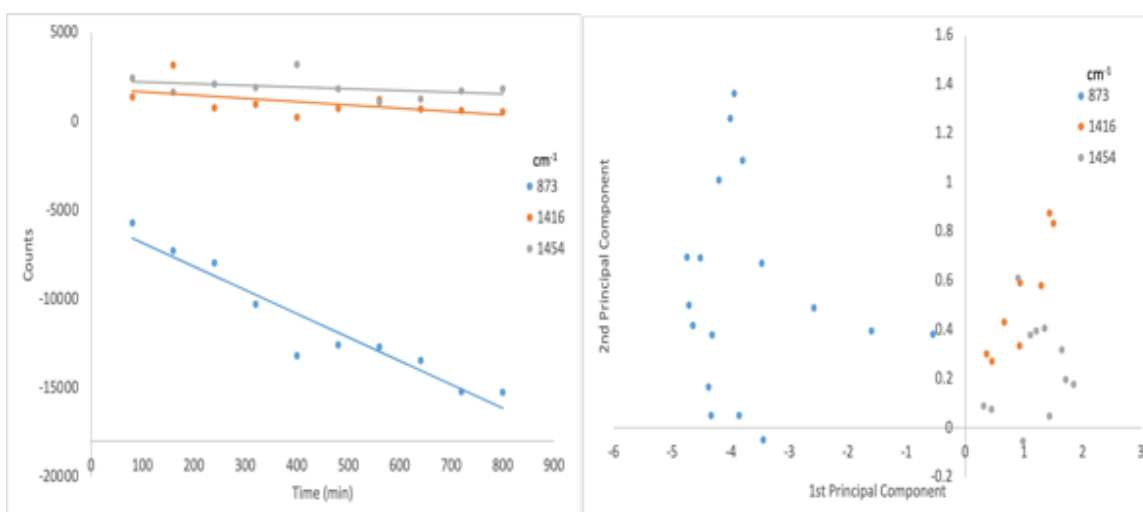 5000
0
-5000
-10000
-15000
-20000
Counts
0 100 200 300 400 500 600 700 800 900
Time (min)
cm-1
873
1416
1454
1.6
1.4
1.2
1
0.8
0.6
0.4
0.2
0
-0.2
2nd Principal Component
-6 -5 -4 -3 -2 -1 0 1 2 3
1st Principal Component
cm-1
873
1416
1454